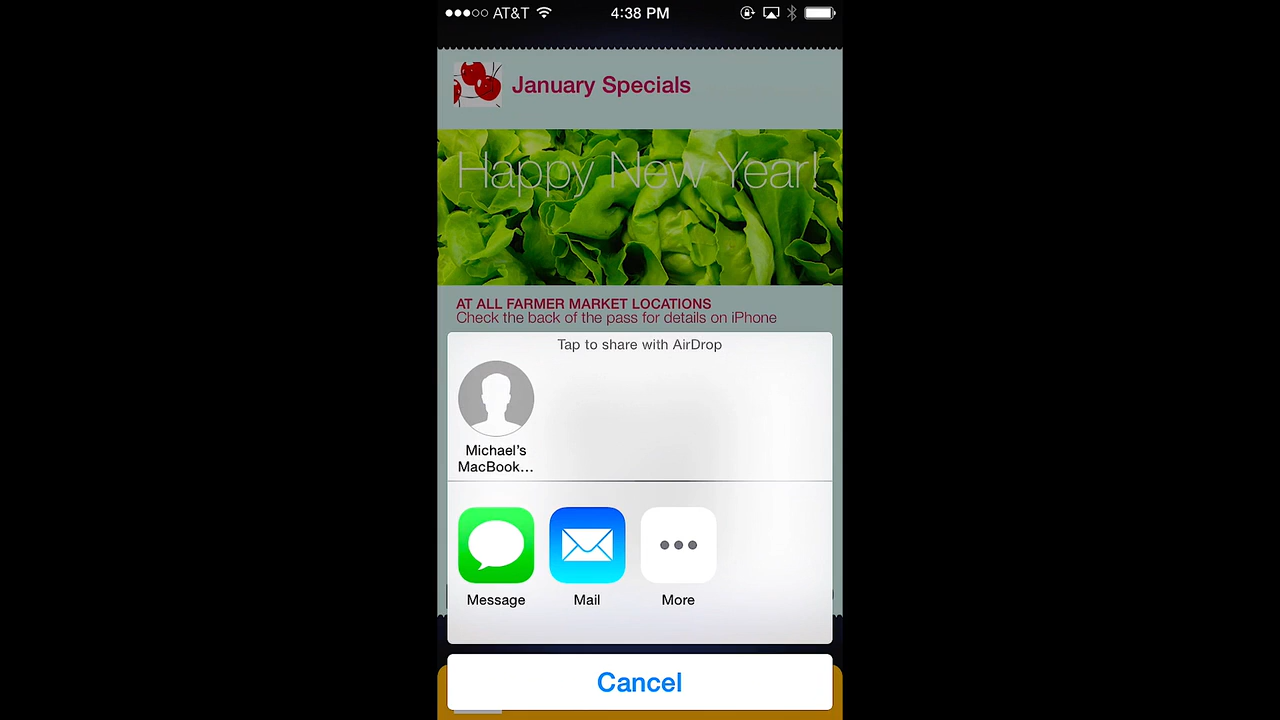 AT&T 4:38 PM
January Specials
Happy New Year!
AT ALL FARMER MARKET LOCATIONS
Check the back of the pass for details on iPhone
Tap to share with AirDrop
Michael's
MacBook...
Message Mail More
Cancel